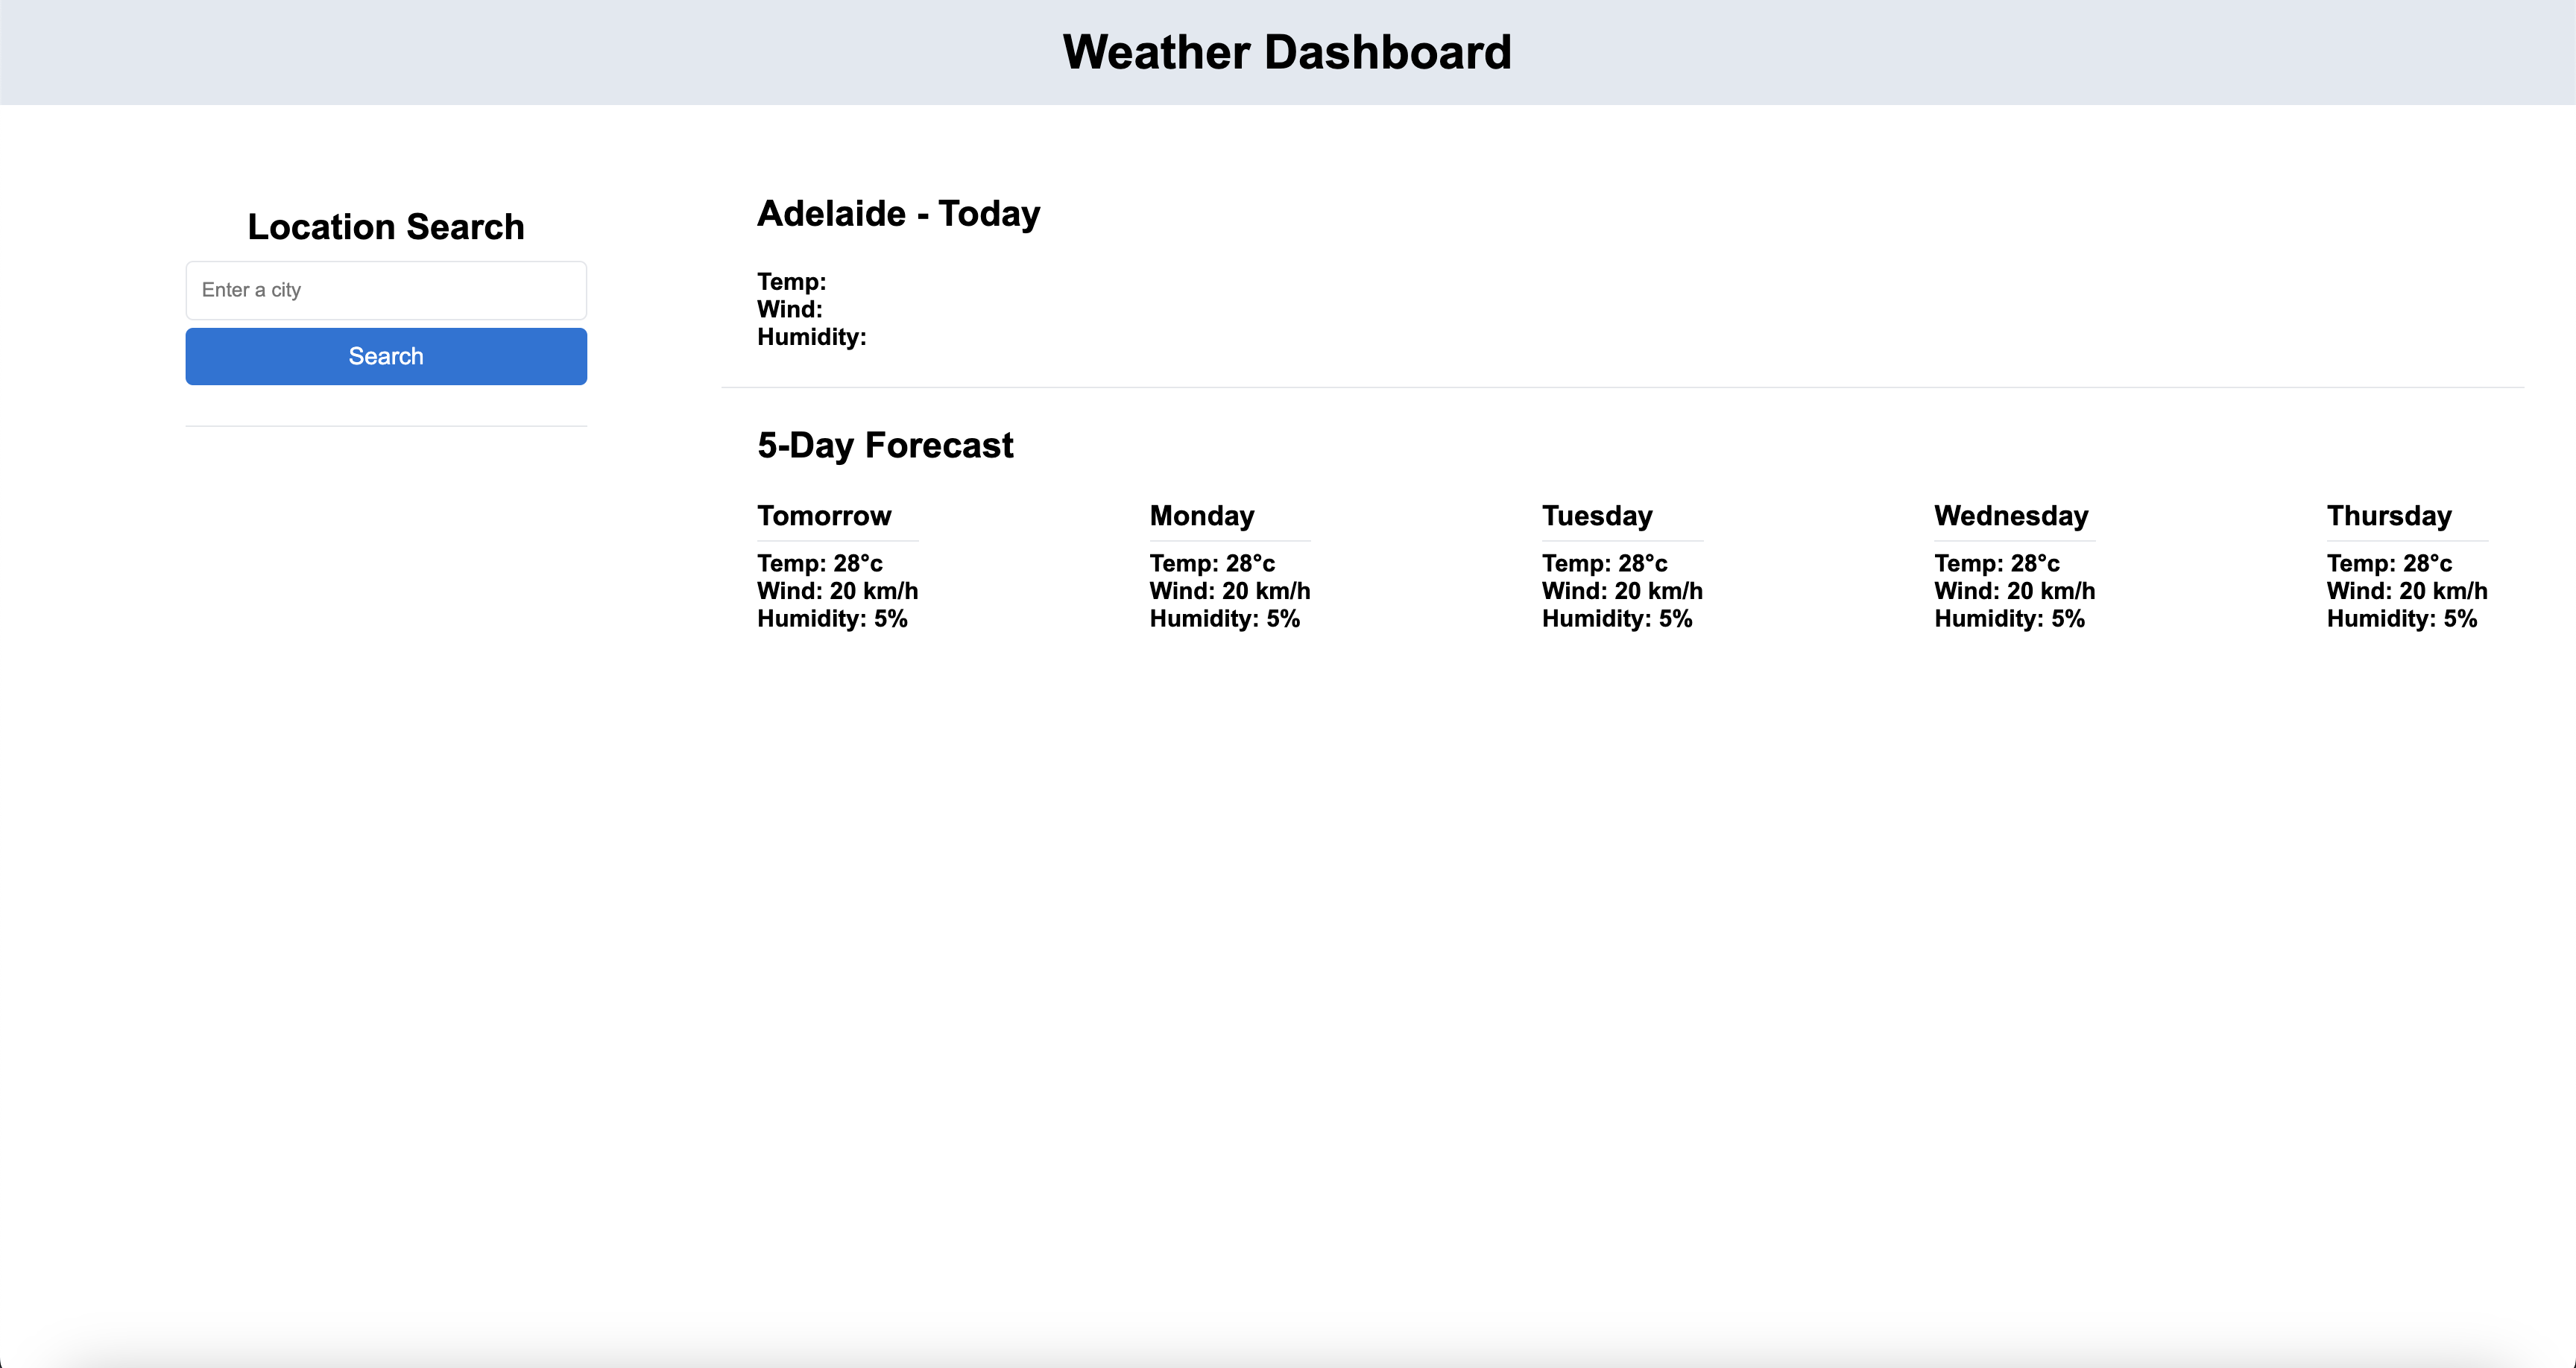 Weather Dashboard
Location Search
Enter a city
Search
Adelaide - Today
Temp:
Wind:
Humidity:
5-Day Forecast
Tomorrow
Temp: 28°c
Wind: 20 km/h
Humidity: 5%
Monday
Temp: 28°c
Wind: 20 km/h
Humidity: 5%
Tuesday
Temp: 28°c
Wind: 20 km/h
Humidity: 5%
Wednesday
Temp: 28°c
Wind: 20 km/h
Humidity: 5%
Thursday
Temp: 28°c
Wind: 20 km/h
Humidity: 5%